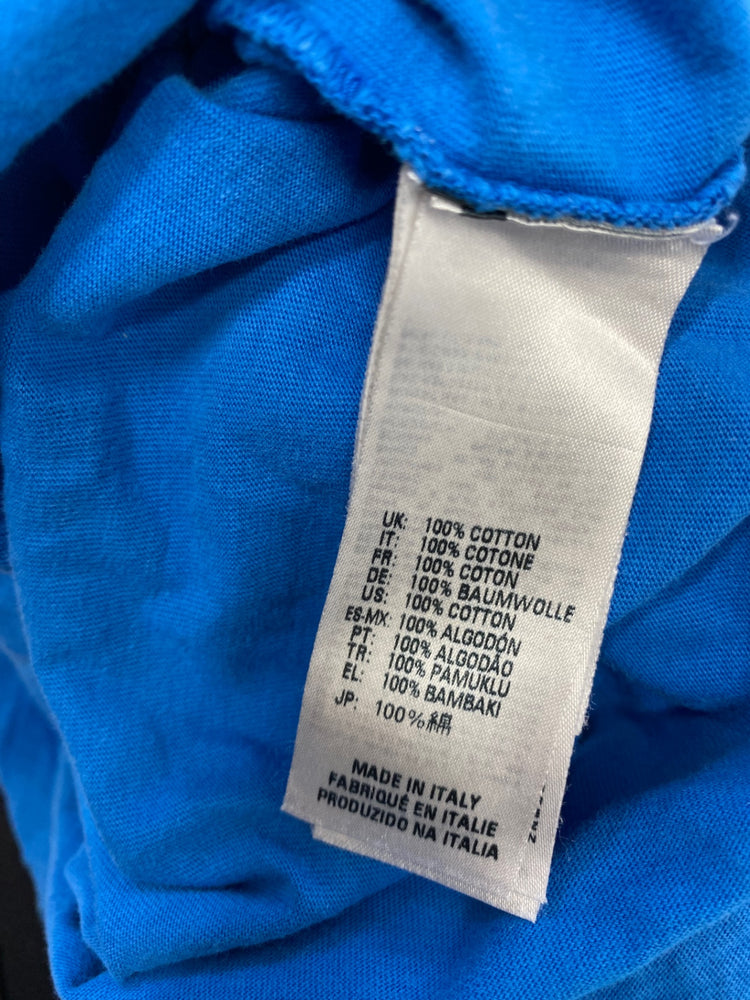 UK: 100% COTTON
IT: 100% COTONE
FR: 100% COTON
DE: 100% BAUMWOLLE
US: 100% COTTON
ES-MX: 100% ALGODÓN
PT: 100% ALGODÃO
TR: 100% PAMUKLU
EL: 100% BAMBAKI
JP: 100%綿
MADE IN ITALY
FABRIQUÉ EN ITALIE
PRODUZIDO NA ITALIA